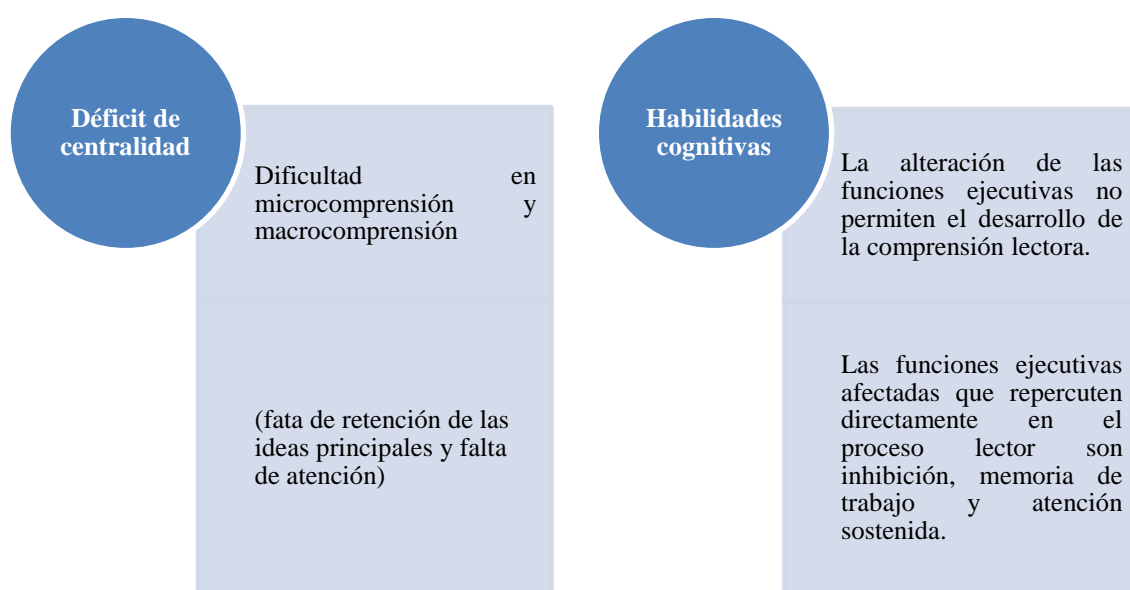 Déficit de
centralidad
Dificultad en
microcomprensión y
macrocomprensión
(fata de retención de las
ideas principales y falta
de atención)
Habilidades
cognitivas
La alteración de las
funciones ejecutivas no
permiten el desarrollo de
la comprensión lectora.
Las funciones ejecutivas
afectadas que repercuten
directamente en el
proceso lector son
inhibición, memoria de
trabajo y atención
sostenida.